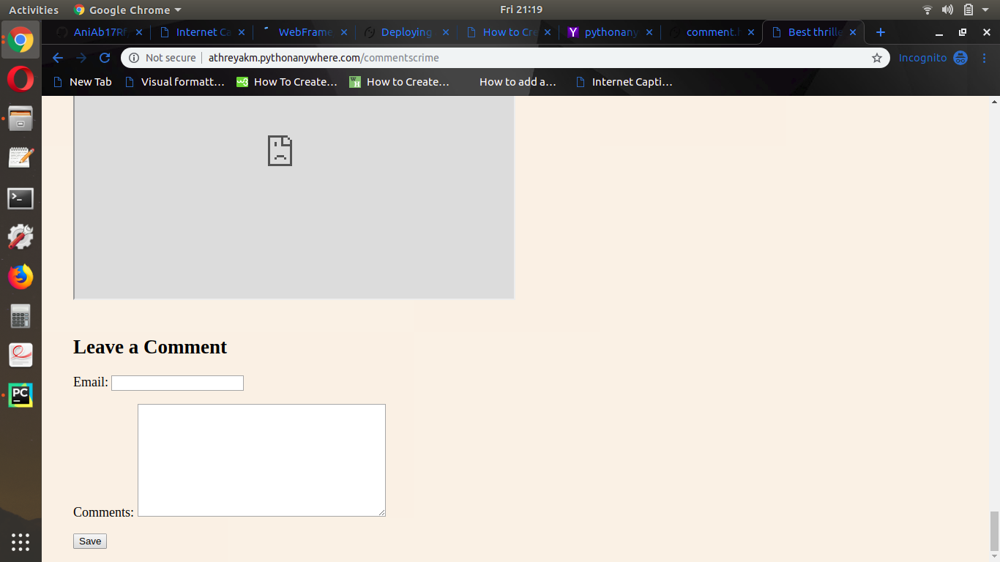 Activities Google Chrome Fri 21:19
AniAb17Rf Internet Ca WebFrame Deploying How to Cre pythonany comment.h Best thrille
Not secure athreyakm.pythonanywhere.com/commentscrime Incognito
New Tab Visual formatt… How To Create… How to Create… How to add a… Internet Capti…
Leave a Comment
Email:
Comments:
Save